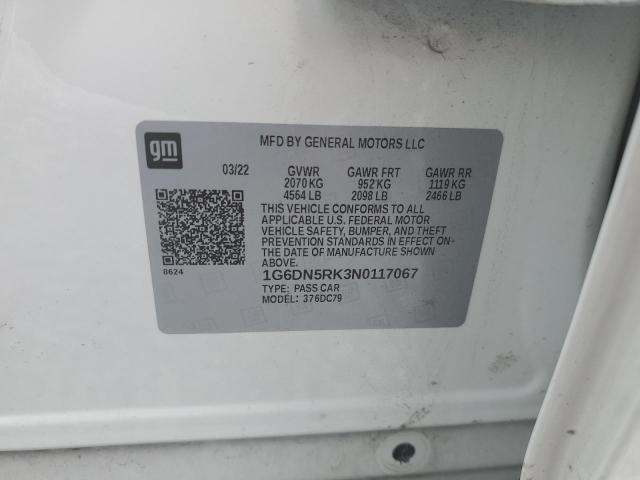 gm
MFD BY GENERAL MOTORS LLC
03/22 GVWR GAWR FRT GAWR RR
2070 KG 952 KG 1119 KG
4564 LB 2098 LB 2466 LB
THIS VEHICLE CONFORMS TO ALL
APPLICABLE U.S. FEDERAL MOTOR
VEHICLE SAFETY, BUMPER, AND THEFT
PREVENTION STANDARDS IN EFFECT ON
THE DATE OF MANUFACTURE SHOWN
ABOVE.
8624
1G6DN5RK3N0117067
TYPE: PASS CAR
MODEL: 376DC79